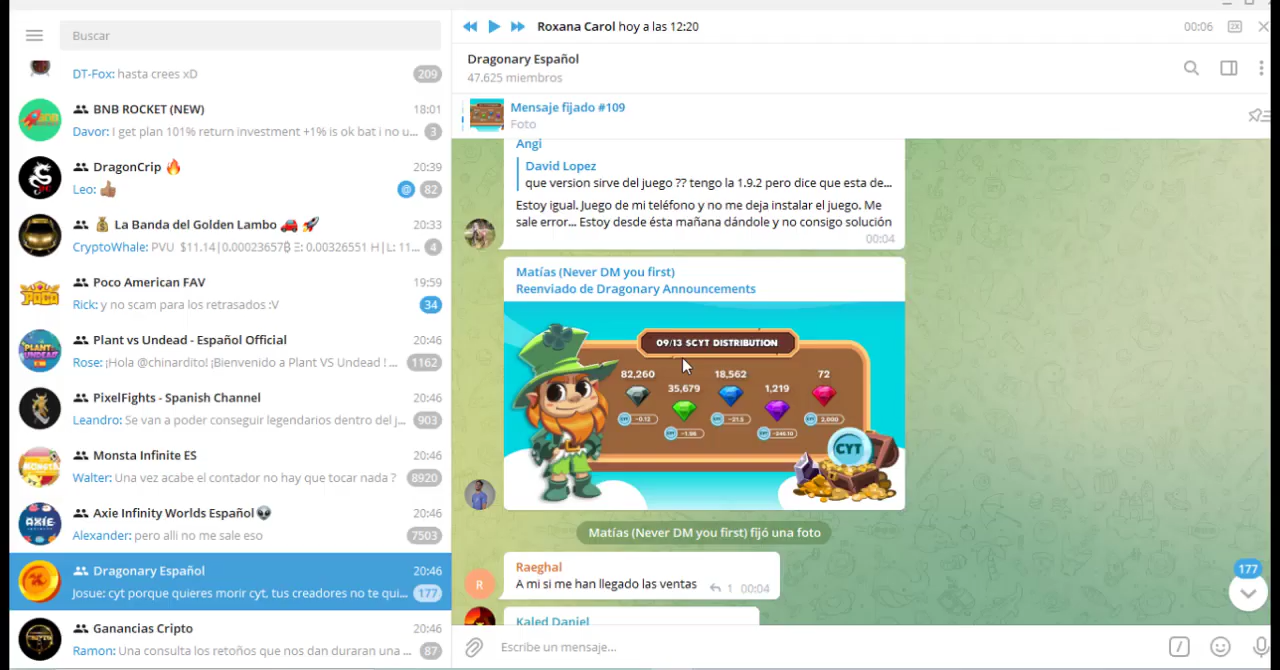 Buscar
DT-Fox: hasta crees xD
209
BNB ROCKET (NEW)
18:01
Davor: I get plan 101% return investment +1% is ok bat i no u...
3
DragonCrip 🔥
20:39
Leo: 👍🏽
@
82
💰 La Banda del Golden Lambo 🚗 🚀
20:33
CryptoWhale: PVU $11.14|0.00023657₿ Ξ: 0.00326551 H|L: 11...
4
Poco American FAV
19:59
Rick: y no scam para los retrasados :V
34
Plant vs Undead - Español Official
20:46
Rose: ¡Hola @chinardito! ¡Bienvenido a Plant VS Undead ! ...
1162
PixelFights - Spanish Channel
20:46
Leandro: Se van a poder conseguir legendarios dentro del j...
903
Monsta Infinite ES
20:46
Walter: Una vez acabe el contador no hay que tocar nada ?
8920
Axie Infinity Worlds Español 👽
20:46
Alexander: pero alli no me sale eso
7503
Dragonary Español
20:46
Josue: cyt porque quieres morir cyt, tus creadores no te qui...
177
Ganancias Cripto
20:46
Ramon: Una consulta los retoños que nos dan duraran una ...
87
Roxana Carol hoy a las 12:20
00:06
2X
Dragonary Español
47.625 miembros
Mensaje fijado #109
Foto
Angi
David Lopez
que version sirve del juego ?? tengo la 1.9.2 pero dice que esta de...
Estoy igual. Juego de mi teléfono y no me deja instalar el juego. Me
sale error... Estoy desde ésta mañana dándole y no consigo solución
00:04
Matías (Never DM you first)
Reenviado de Dragonary Announcements
09/13 $CYT DISTRIBUTION
82,260
35,679
18,562
1,219
72
~0.12
~1.96
~21.5
2,000
CYT
Matías (Never DM you first) fijó una foto
R
Raeghal
A mi si me han llegado las ventas
1 00:04
Kaled Daniel
177
Escribe un mensaje...